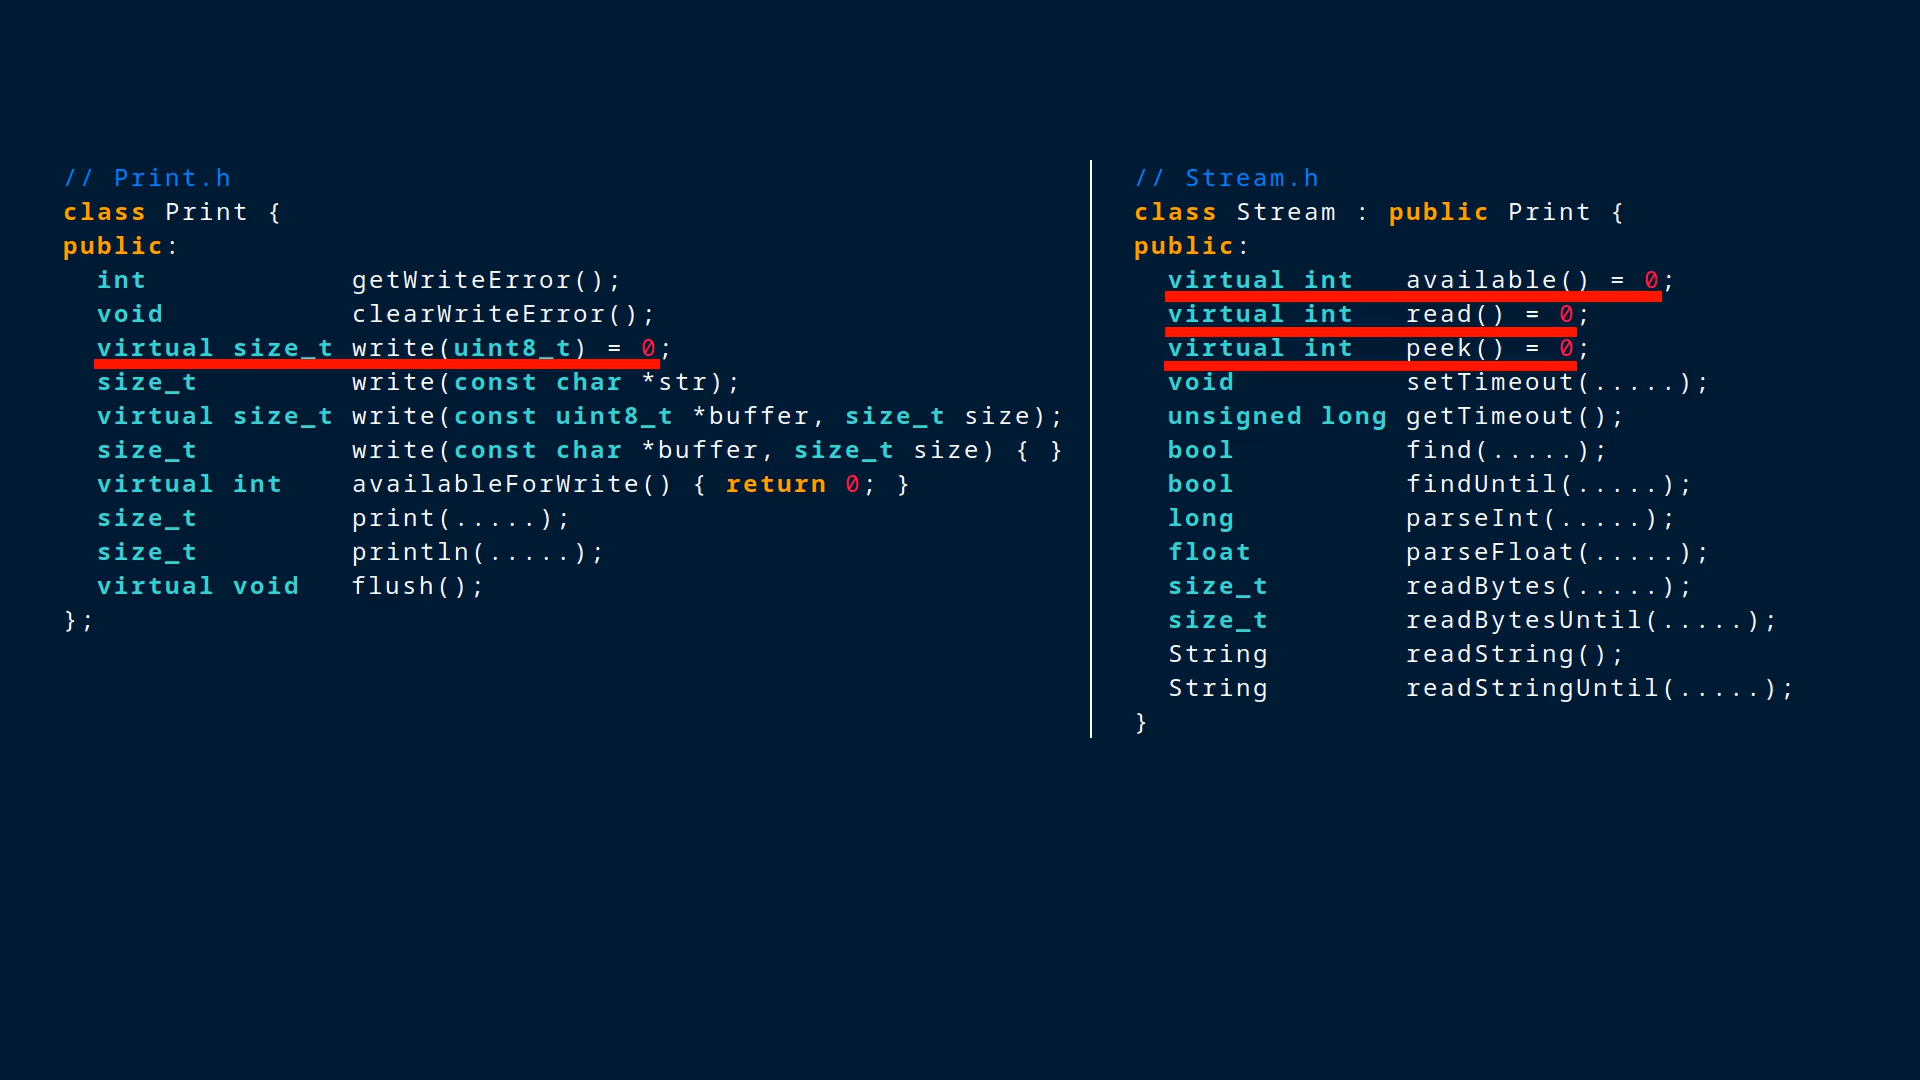 // Print.h
class Print {
public:
  int            getWriteError();
  void           clearWriteError();
  virtual size_t write(uint8_t) = 0;
  size_t         write(const char *str);
  virtual size_t write(const uint8_t *buffer, size_t size);
  size_t         write(const char *buffer, size_t size) { }
  virtual int    availableForWrite() { return 0; }
  size_t         print(.....);
  size_t         println(.....);
  virtual void   flush();
};
// Stream.h
class Stream : public Print {
public:
  virtual int   available() = 0;
  virtual int   read() = 0;
  virtual int   peek() = 0;
  void          setTimeout(.....);
  unsigned long getTimeout();
  bool          find(.....);
  bool          findUntil(.....);
  long          parseInt(.....);
  float         parseFloat(.....);
  size_t        readBytes(.....);
  size_t        readBytesUntil(.....);
  String        readString();
  String        readStringUntil(.....);
}